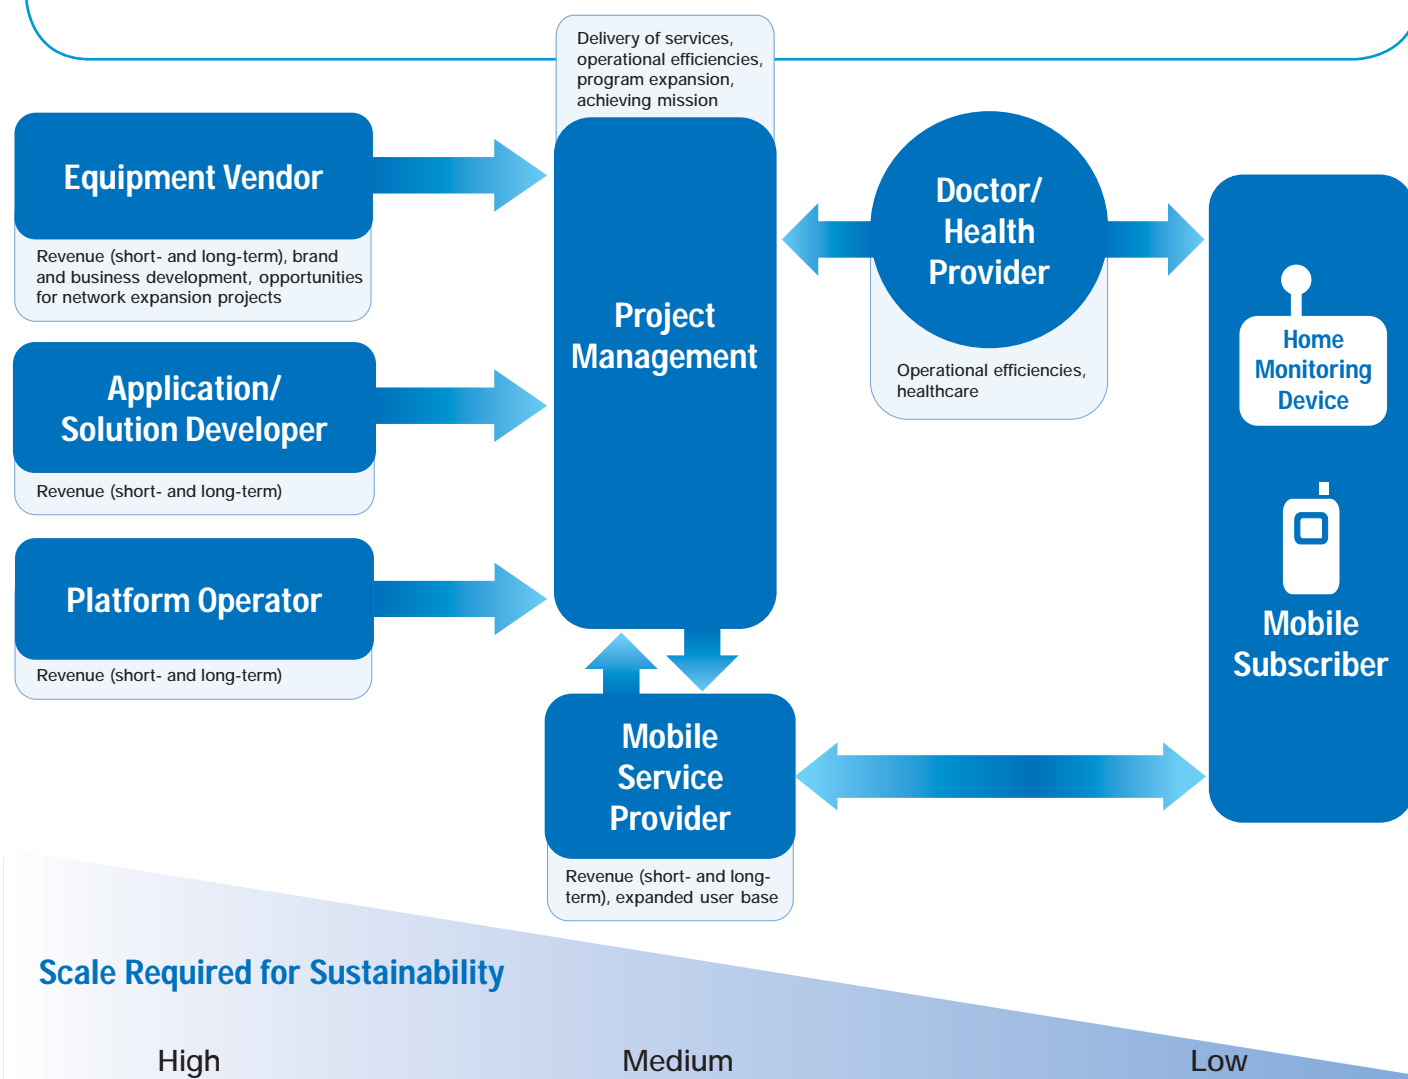 Delivery of services,
operational efficiencies,
program expansion,
achieving mission
Equipment Vendor
Revenue (short- and long-term), brand
and business development, opportunities
for network expansion projects
Application/
Solution Developer
Revenue (short- and long-term)
Platform Operator
Revenue (short- and long-term)
Project
Management
Doctor/
Health
Provider
Operational efficiencies,
healthcare
Home
Monitoring
Device
Mobile
Subscriber
Mobile
Service
Provider
Revenue (short- and long-
term), expanded user base
Scale Required for Sustainability
High
Medium
Low